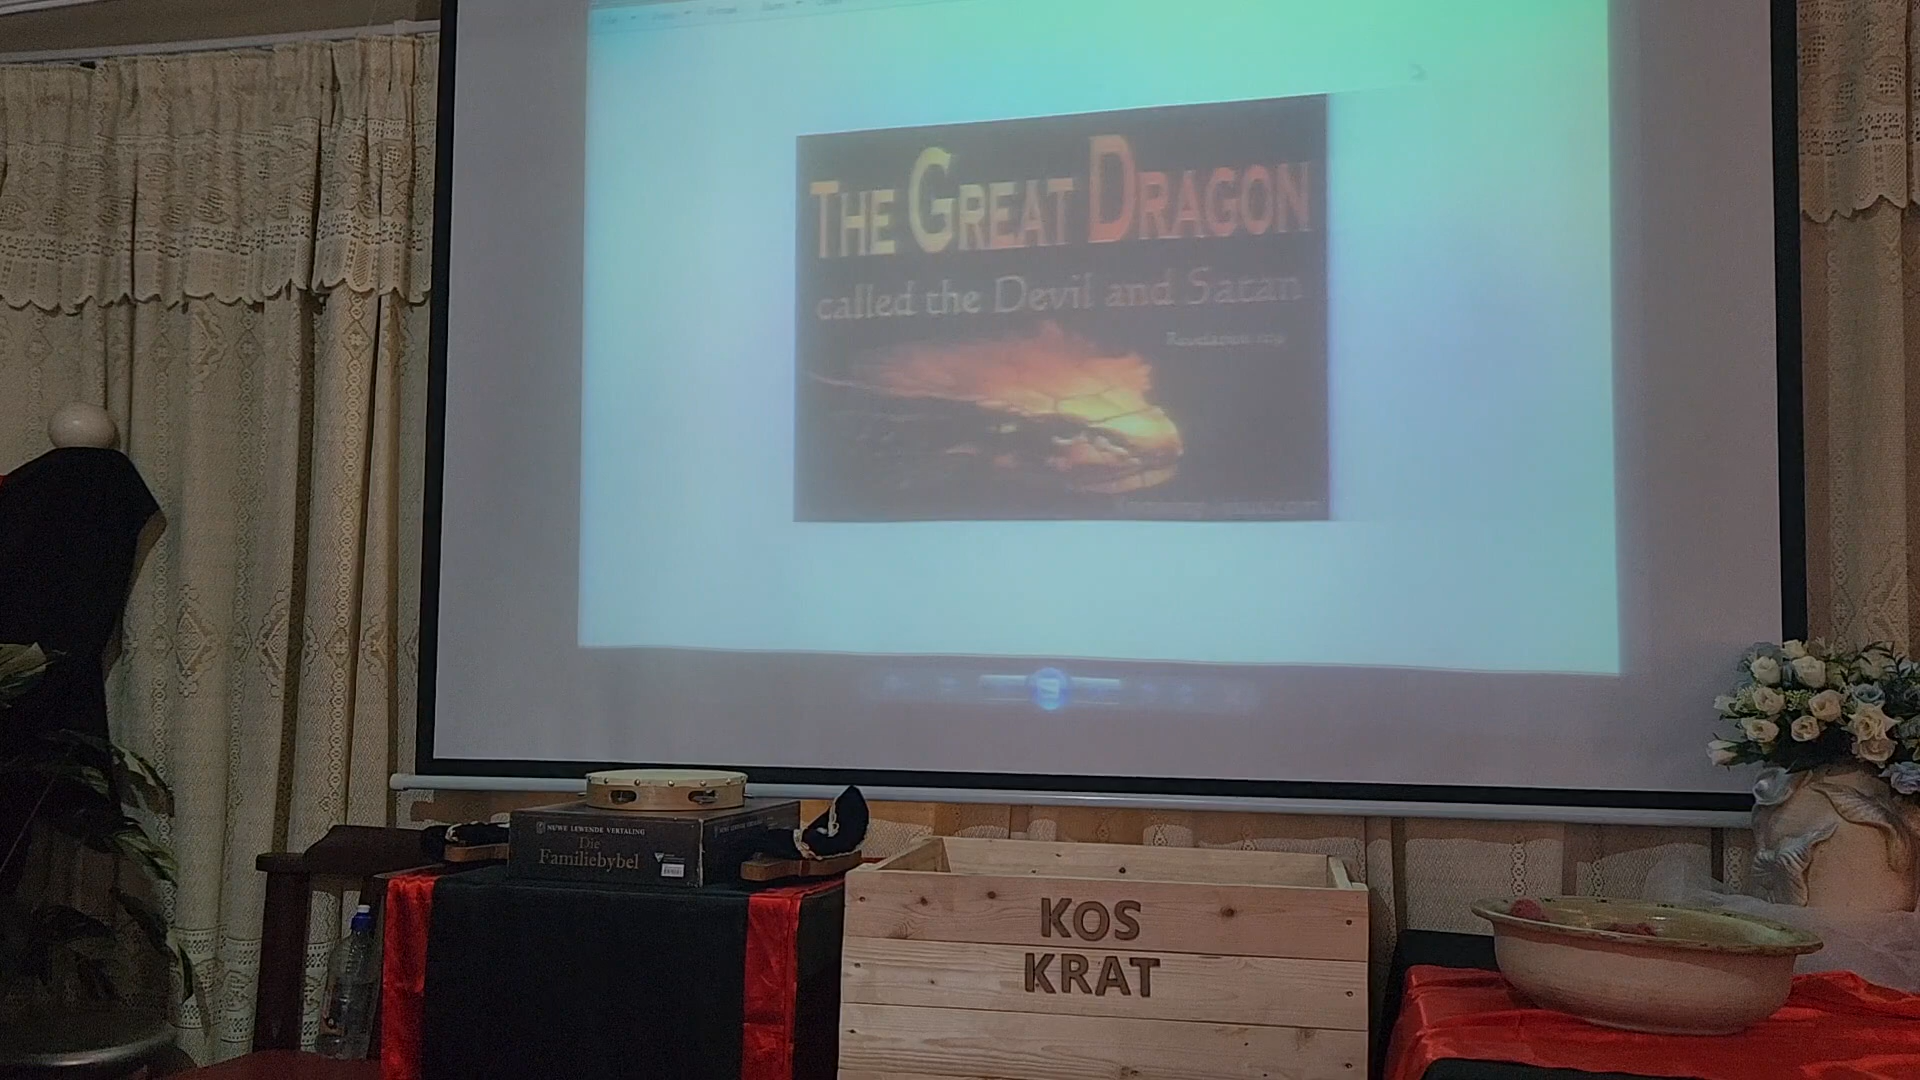 THE GREAT DRAGON
called the Devil and Satan
NUWE LEWENDE VERTALING
Die
Familiebybel
KOS
KRAT